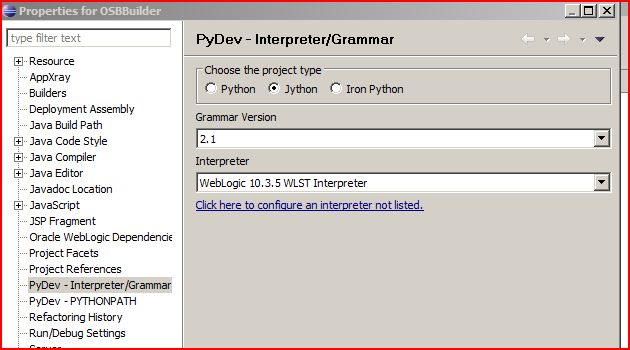 Properties for OSBBuilder
type filter text
Resource
AppXray
Builders
Deployment Assembly
Java Build Path
Java Code Style
Java Compiler
Java Editor
Javadoc Location
JavaScript
JSP Fragment
Oracle WebLogic Dependencie
Project Facets
Project References
PyDev - Interpreter/Grammar
PyDev - PYTHONPATH
Refactoring History
Run/Debug Settings
Server
PyDev - Interpreter/Grammar
Choose the project type
Python Jython Iron Python
Grammar Version
2.1
Interpreter
WebLogic 10.3.5 WLST Interpreter
Click here to configure an interpreter not listed.